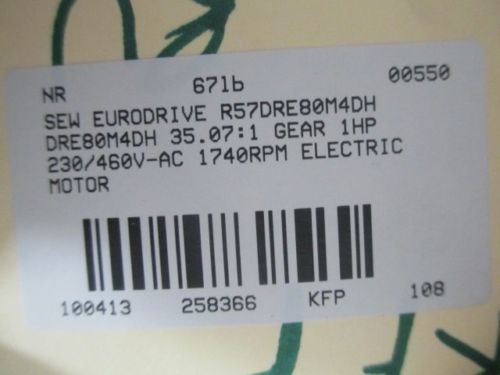 NR 67lb 00550
SEW EURODRIVE R57DRE80M4DH
DRE80M4DH 35.07:1 GEAR 1HP
230/460V-AC 1740RPM ELECTRIC
MOTOR
100413 258366 KFP 108